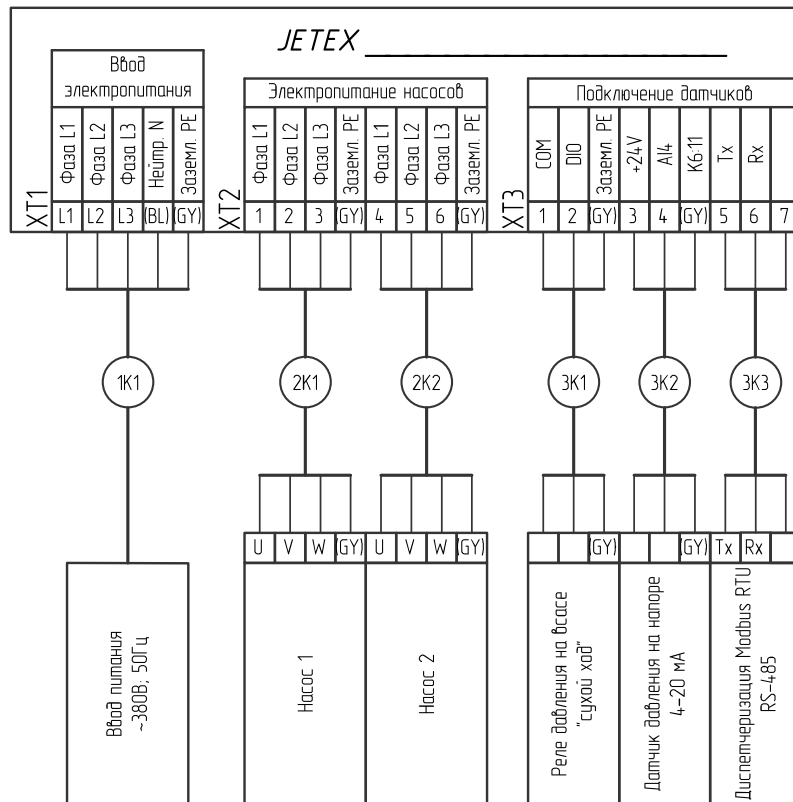 JETEX
Ввод
электропитания
Фаза L1
Фаза L2
Фаза L3
Нейтр. N
Заземл. PE
XT1
L1 L2 L3 (BL) (GY)
Электропитание насосов
Фаза L1
Фаза L2
Фаза L3
Заземл. PE
Фаза L1
Фаза L2
Фаза L3
Заземл. PE
XT2
1 2 3 (GY) 4 5 6 (GY)
Подключение датчиков
COM
DIO
Заземл. PE
+24V
AI4
K6:11
Tx
Rx
XT3
1 2 (GY) 3 4 (GY) 5 6 7
1K1
2K1
2K2
3K1
3K2
3K3
U V W (GY) U V W (GY)
(GY) (GY) Tx Rx
Ввод питания
~380В; 50Гц
Насос 1
Насос 2
Реле давления на всасе
"сухой ход"
Датчик давления на напоре
4-20 мА
Диспетчеризация Modbus RTU
RS-485